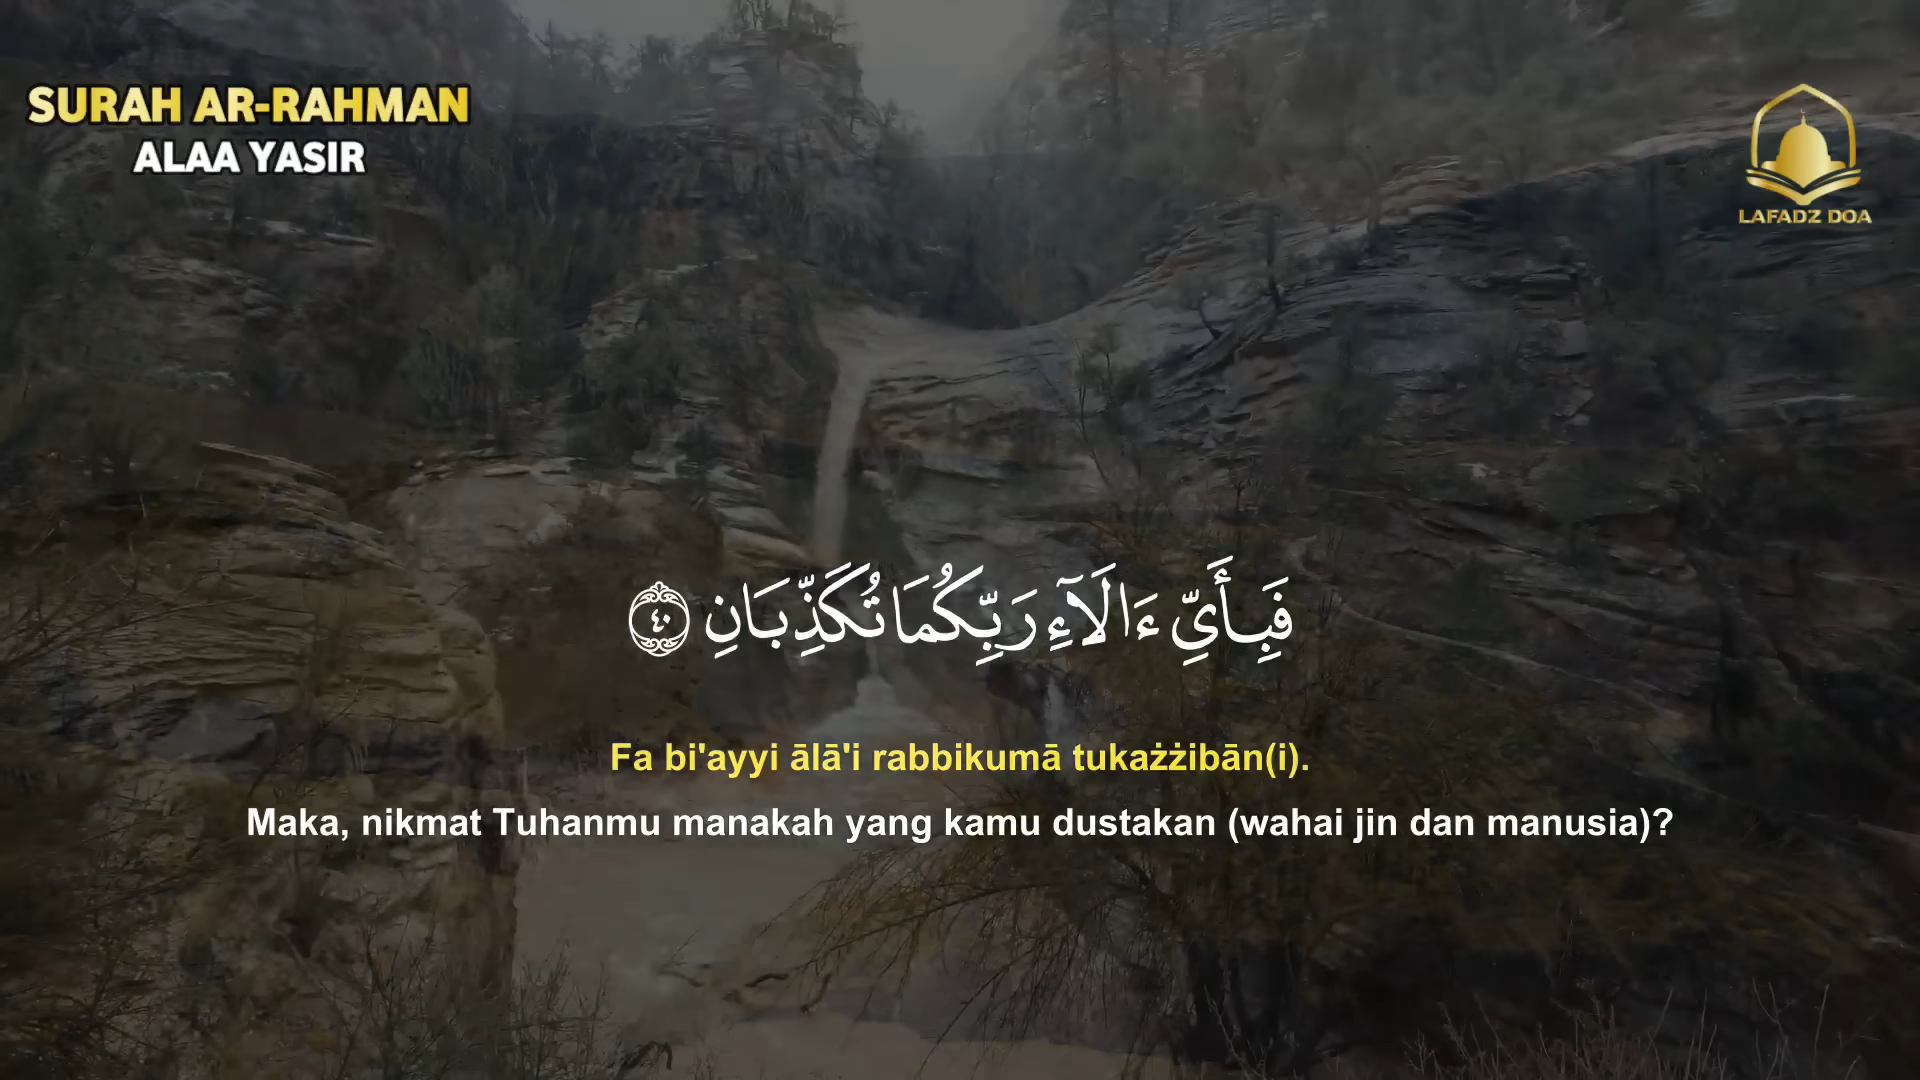 SURAH AR-RAHMAN
ALAA YASIR
LAFADZ DOA
فَبِأَيِّ ءَالَآءِ رَبِّكُمَا تُكَذِّبَانِ ٤٠
Fa bi'ayyi ālā'i rabbikumā tukażżibān(i).
Maka, nikmat Tuhanmu manakah yang kamu dustakan (wahai jin dan manusia)?